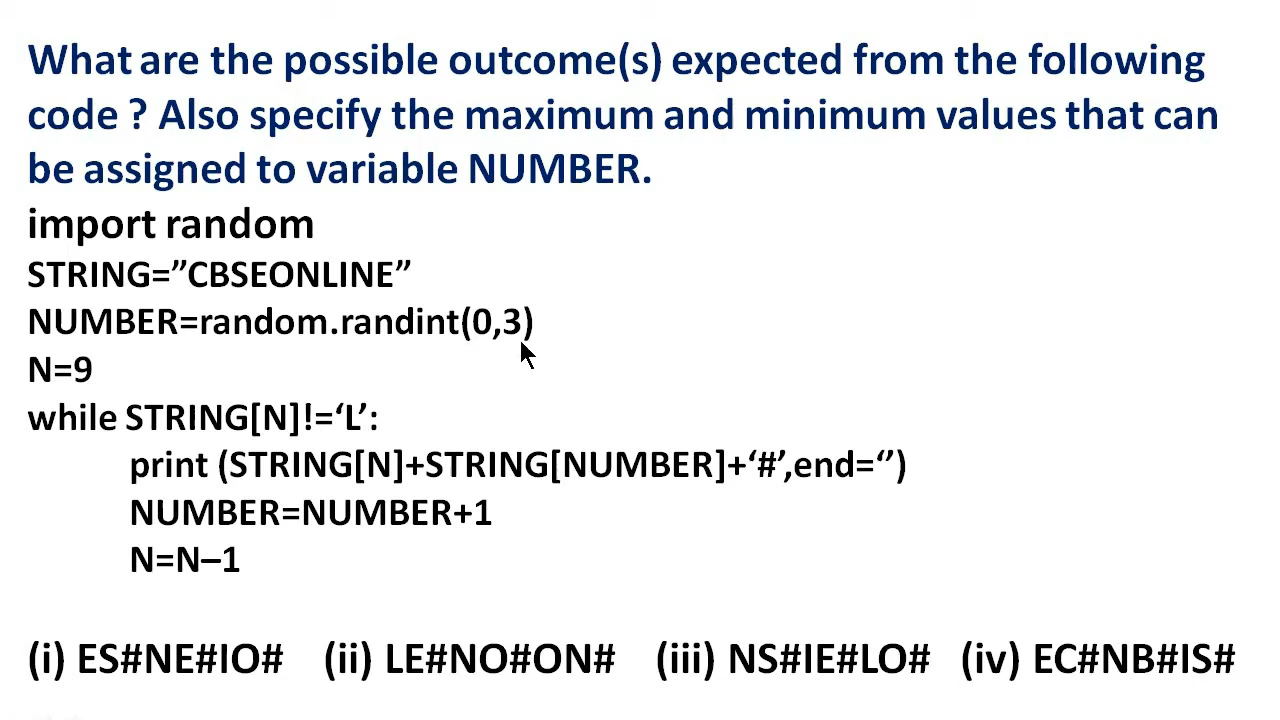 What are the possible outcome(s) expected from the following
code ? Also specify the maximum and minimum values that can
be assigned to variable NUMBER.
import random
STRING=”CBSEONLINE”
NUMBER=random.randint(0,3)
N=9
while STRING[N]!=‘L’:
print (STRING[N]+STRING[NUMBER]+‘#’,end=‘’)
NUMBER=NUMBER+1
N=N–1
(i) ES#NE#IO# (ii) LE#NO#ON# (iii) NS#IE#LO# (iv) EC#NB#IS#